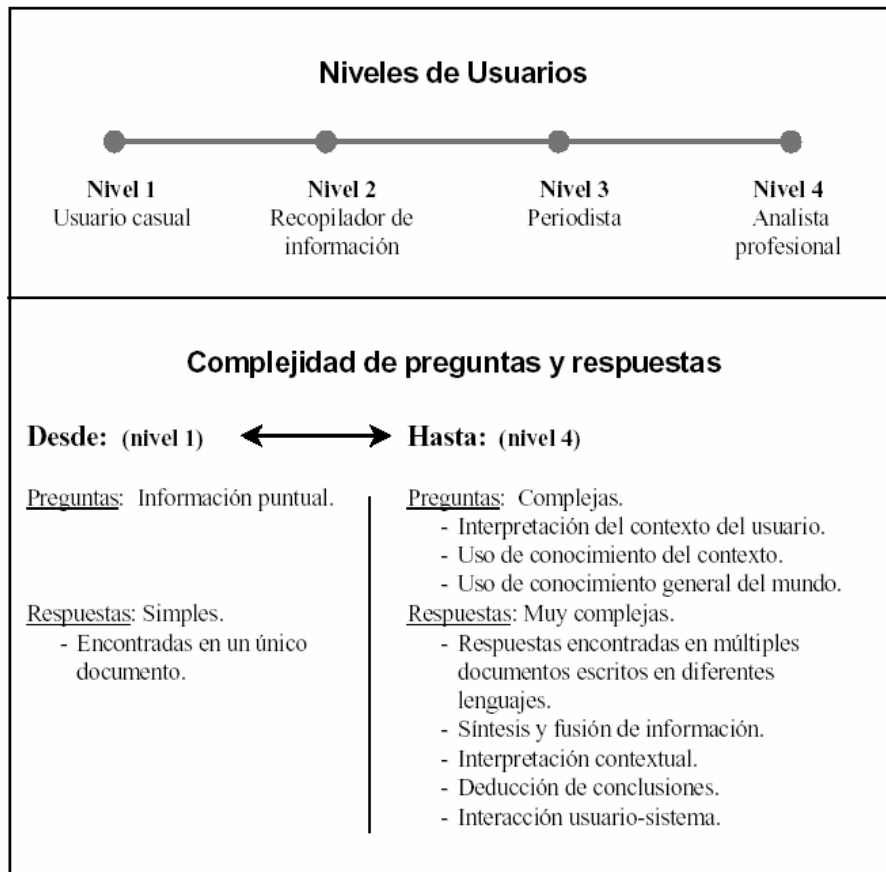 Niveles de Usuarios
Nivel 1
Usuario casual
Nivel 2
Recopilador de
información
Nivel 3
Periodista
Nivel 4
Analista
profesional
Complejidad de preguntas y respuestas
Desde: (nivel 1)
Preguntas: Información puntual.
Respuestas: Simples.
- Encontradas en un único
documento.
Hasta: (nivel 4)
Preguntas: Complejas.
- Interpretación del contexto del usuario.
- Uso de conocimiento del contexto.
- Uso de conocimiento general del mundo.
Respuestas: Muy complejas.
- Respuestas encontradas en múltiples
documentos escritos en diferentes
lenguajes.
- Síntesis y fusión de información.
- Interpretación contextual.
- Deducción de conclusiones.
- Interacción usuario-sistema.